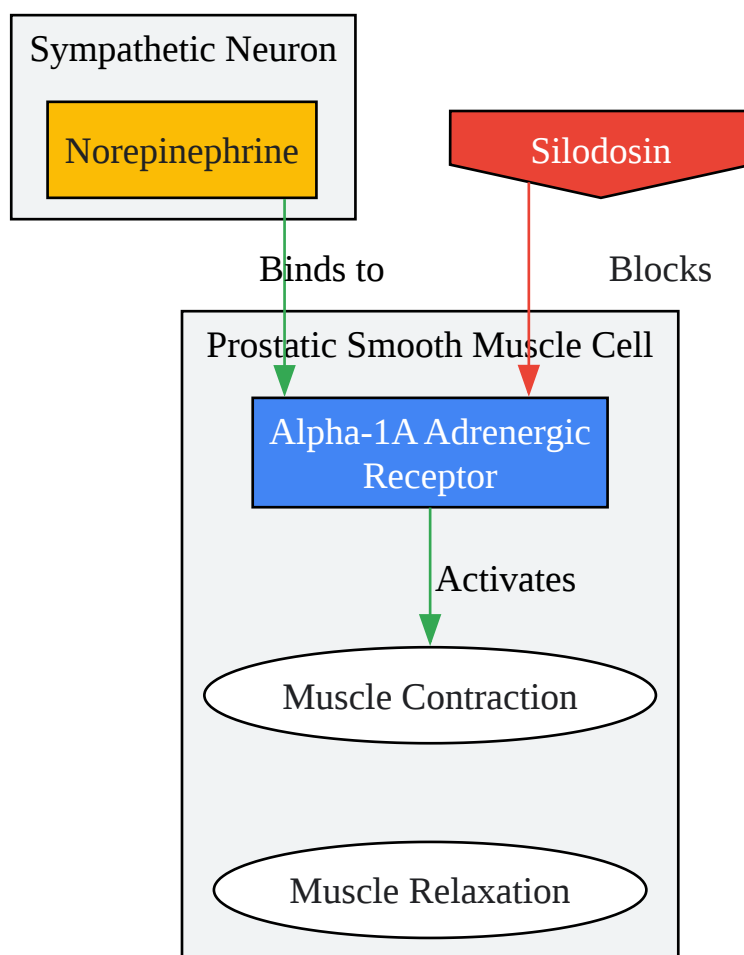 Sympathetic Neuron
Norepinephrine
Silodosin
Binds to
Blocks
Prostatic Smooth Muscle Cell
Alpha-1A Adrenergic
Receptor
Activates
Muscle Contraction
Muscle Relaxation